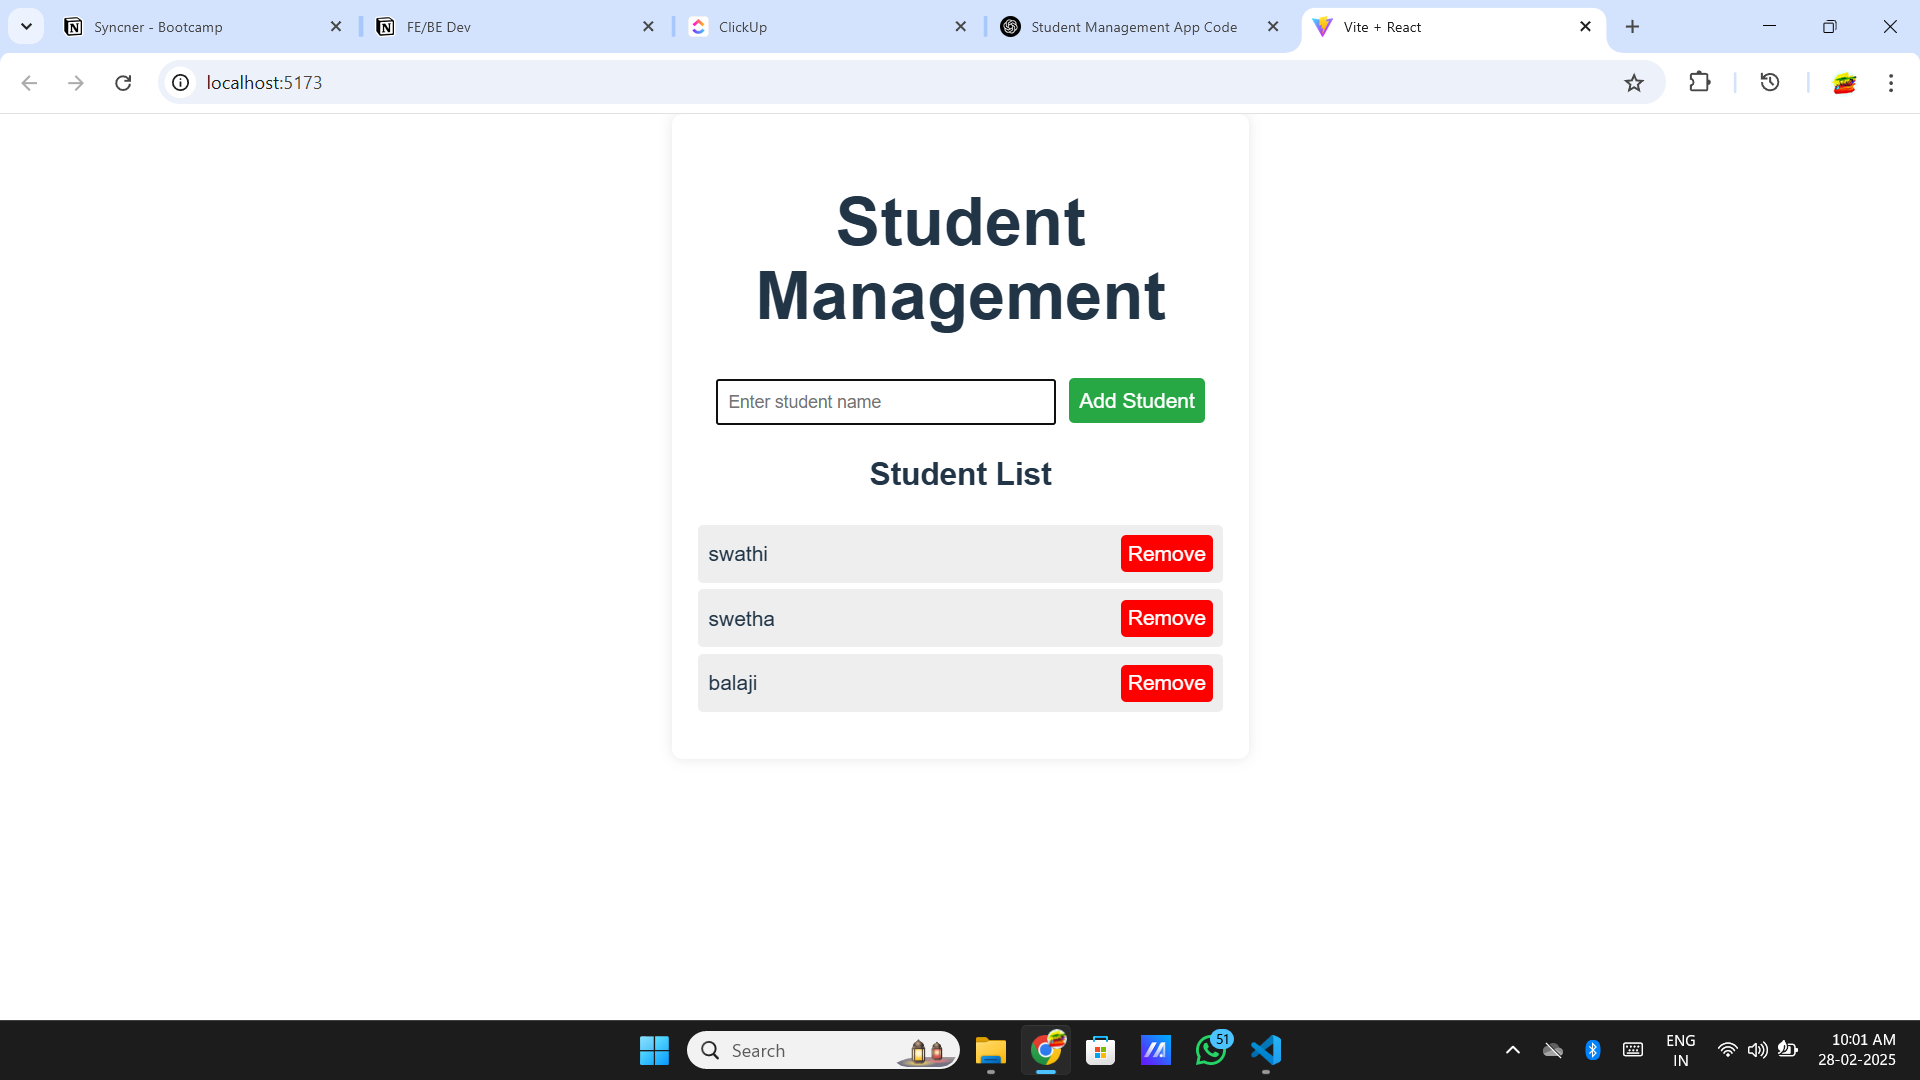 Syncner - Bootcamp
FE/BE Dev
ClickUp
Student Management App Code
Vite + React
localhost:5173
Student
Management
Enter student name
Add Student
Student List
swathi
Remove
swetha
Remove
balaji
Remove
Search
51
ENG
IN
10:01 AM
28-02-2025